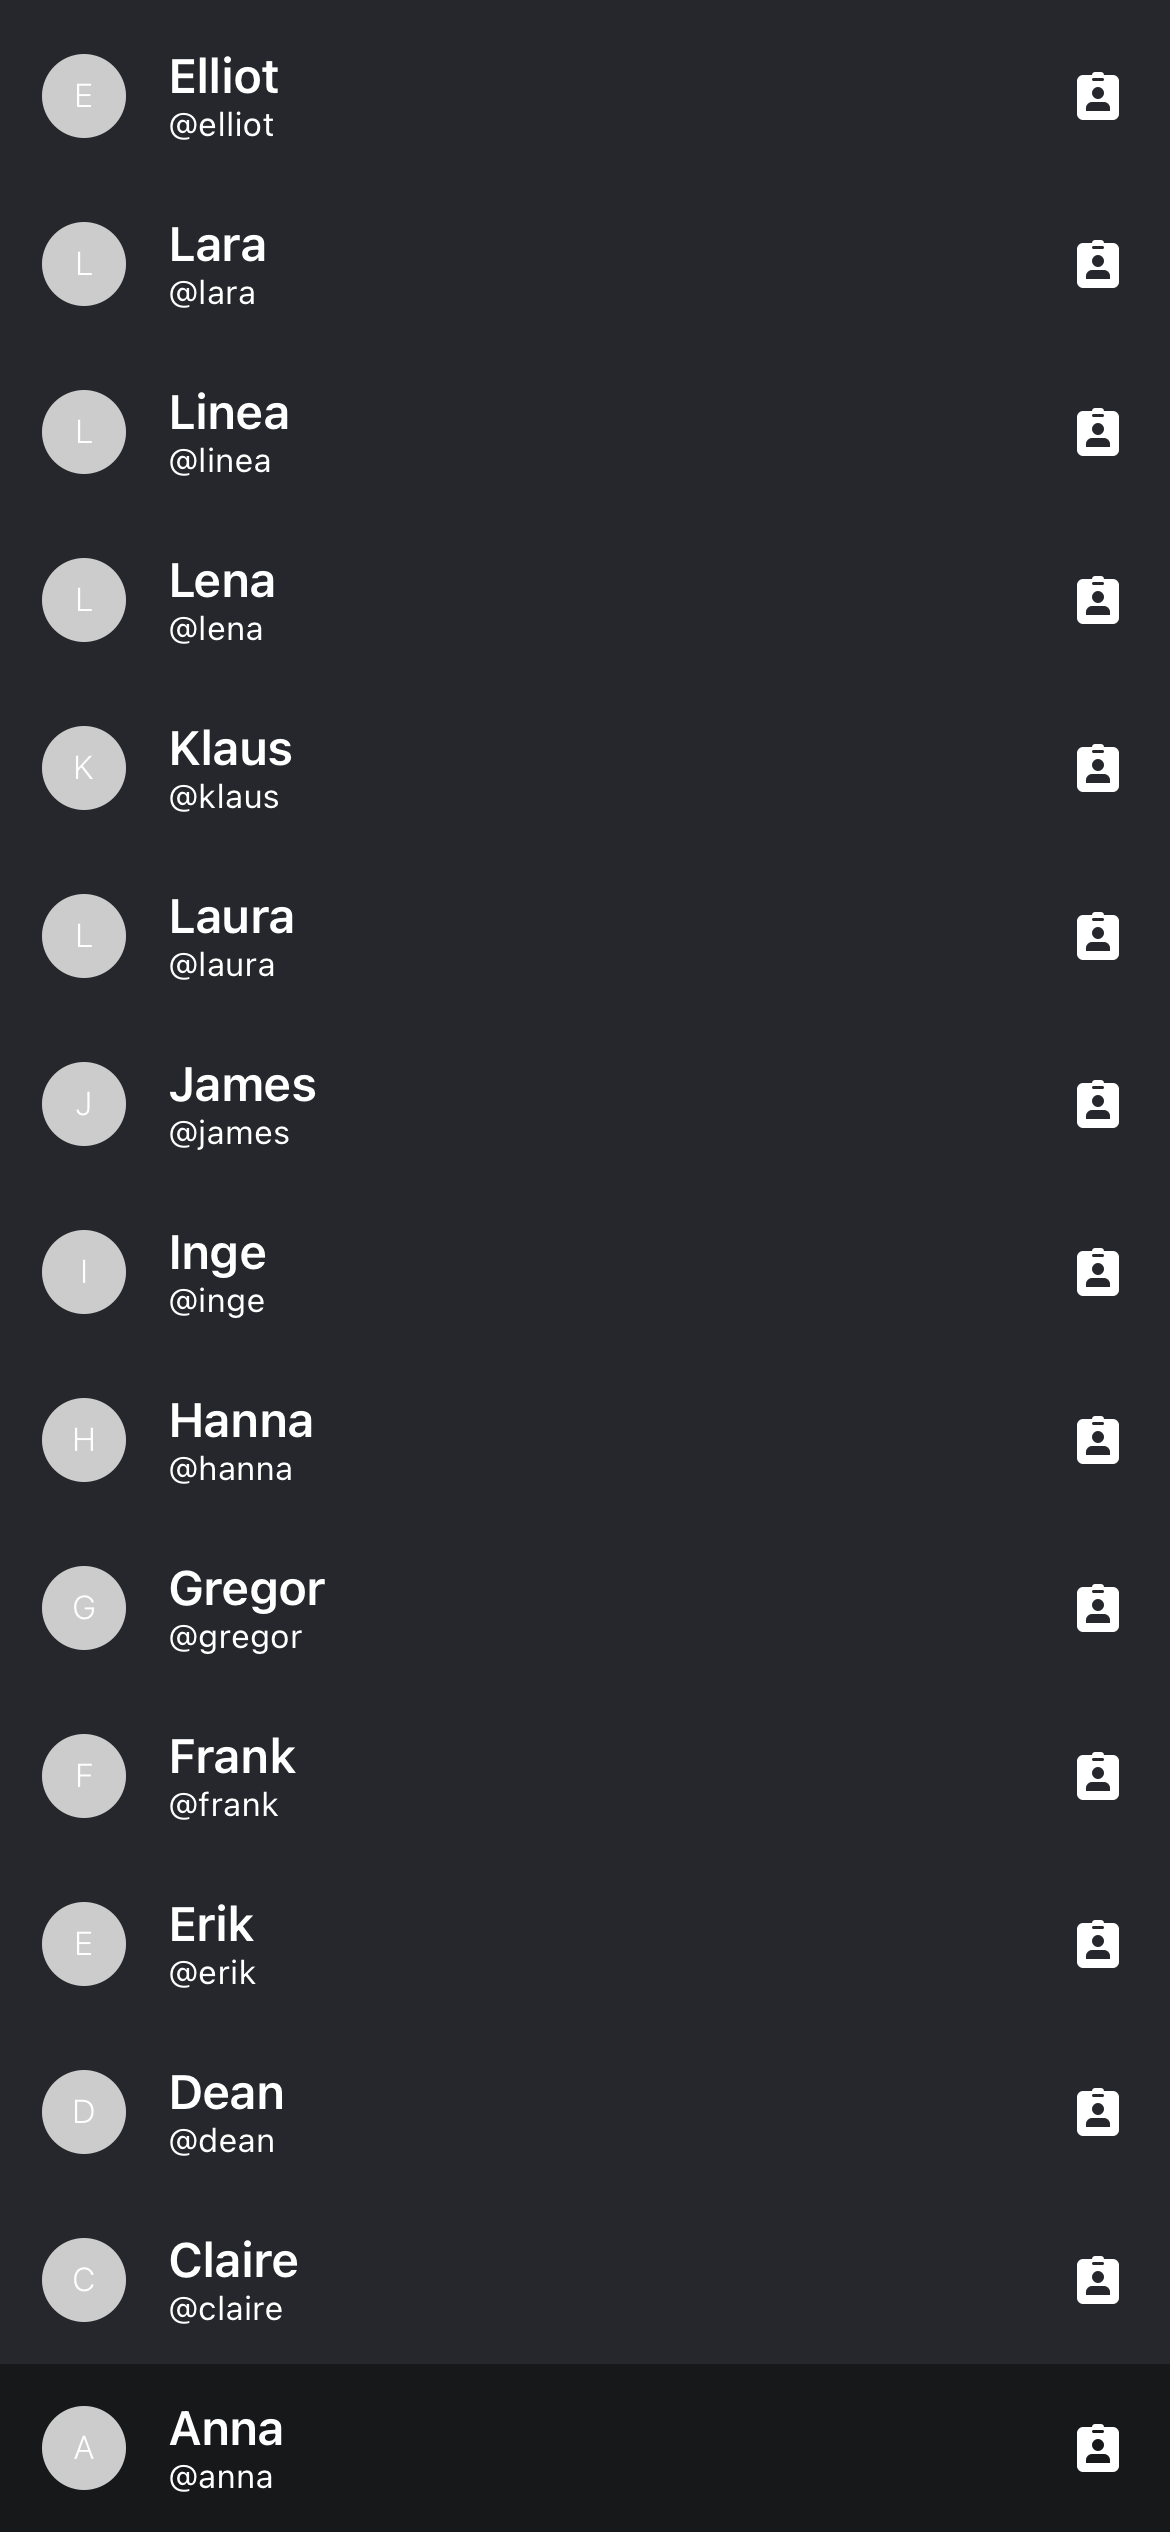 E
Elliot
@elliot
L
Lara
@lara
L
Linea
@linea
L
Lena
@lena
K
Klaus
@klaus
L
Laura
@laura
J
James
@james
I
Inge
@inge
H
Hanna
@hanna
G
Gregor
@gregor
F
Frank
@frank
E
Erik
@erik
D
Dean
@dean
C
Claire
@claire
A
Anna
@anna